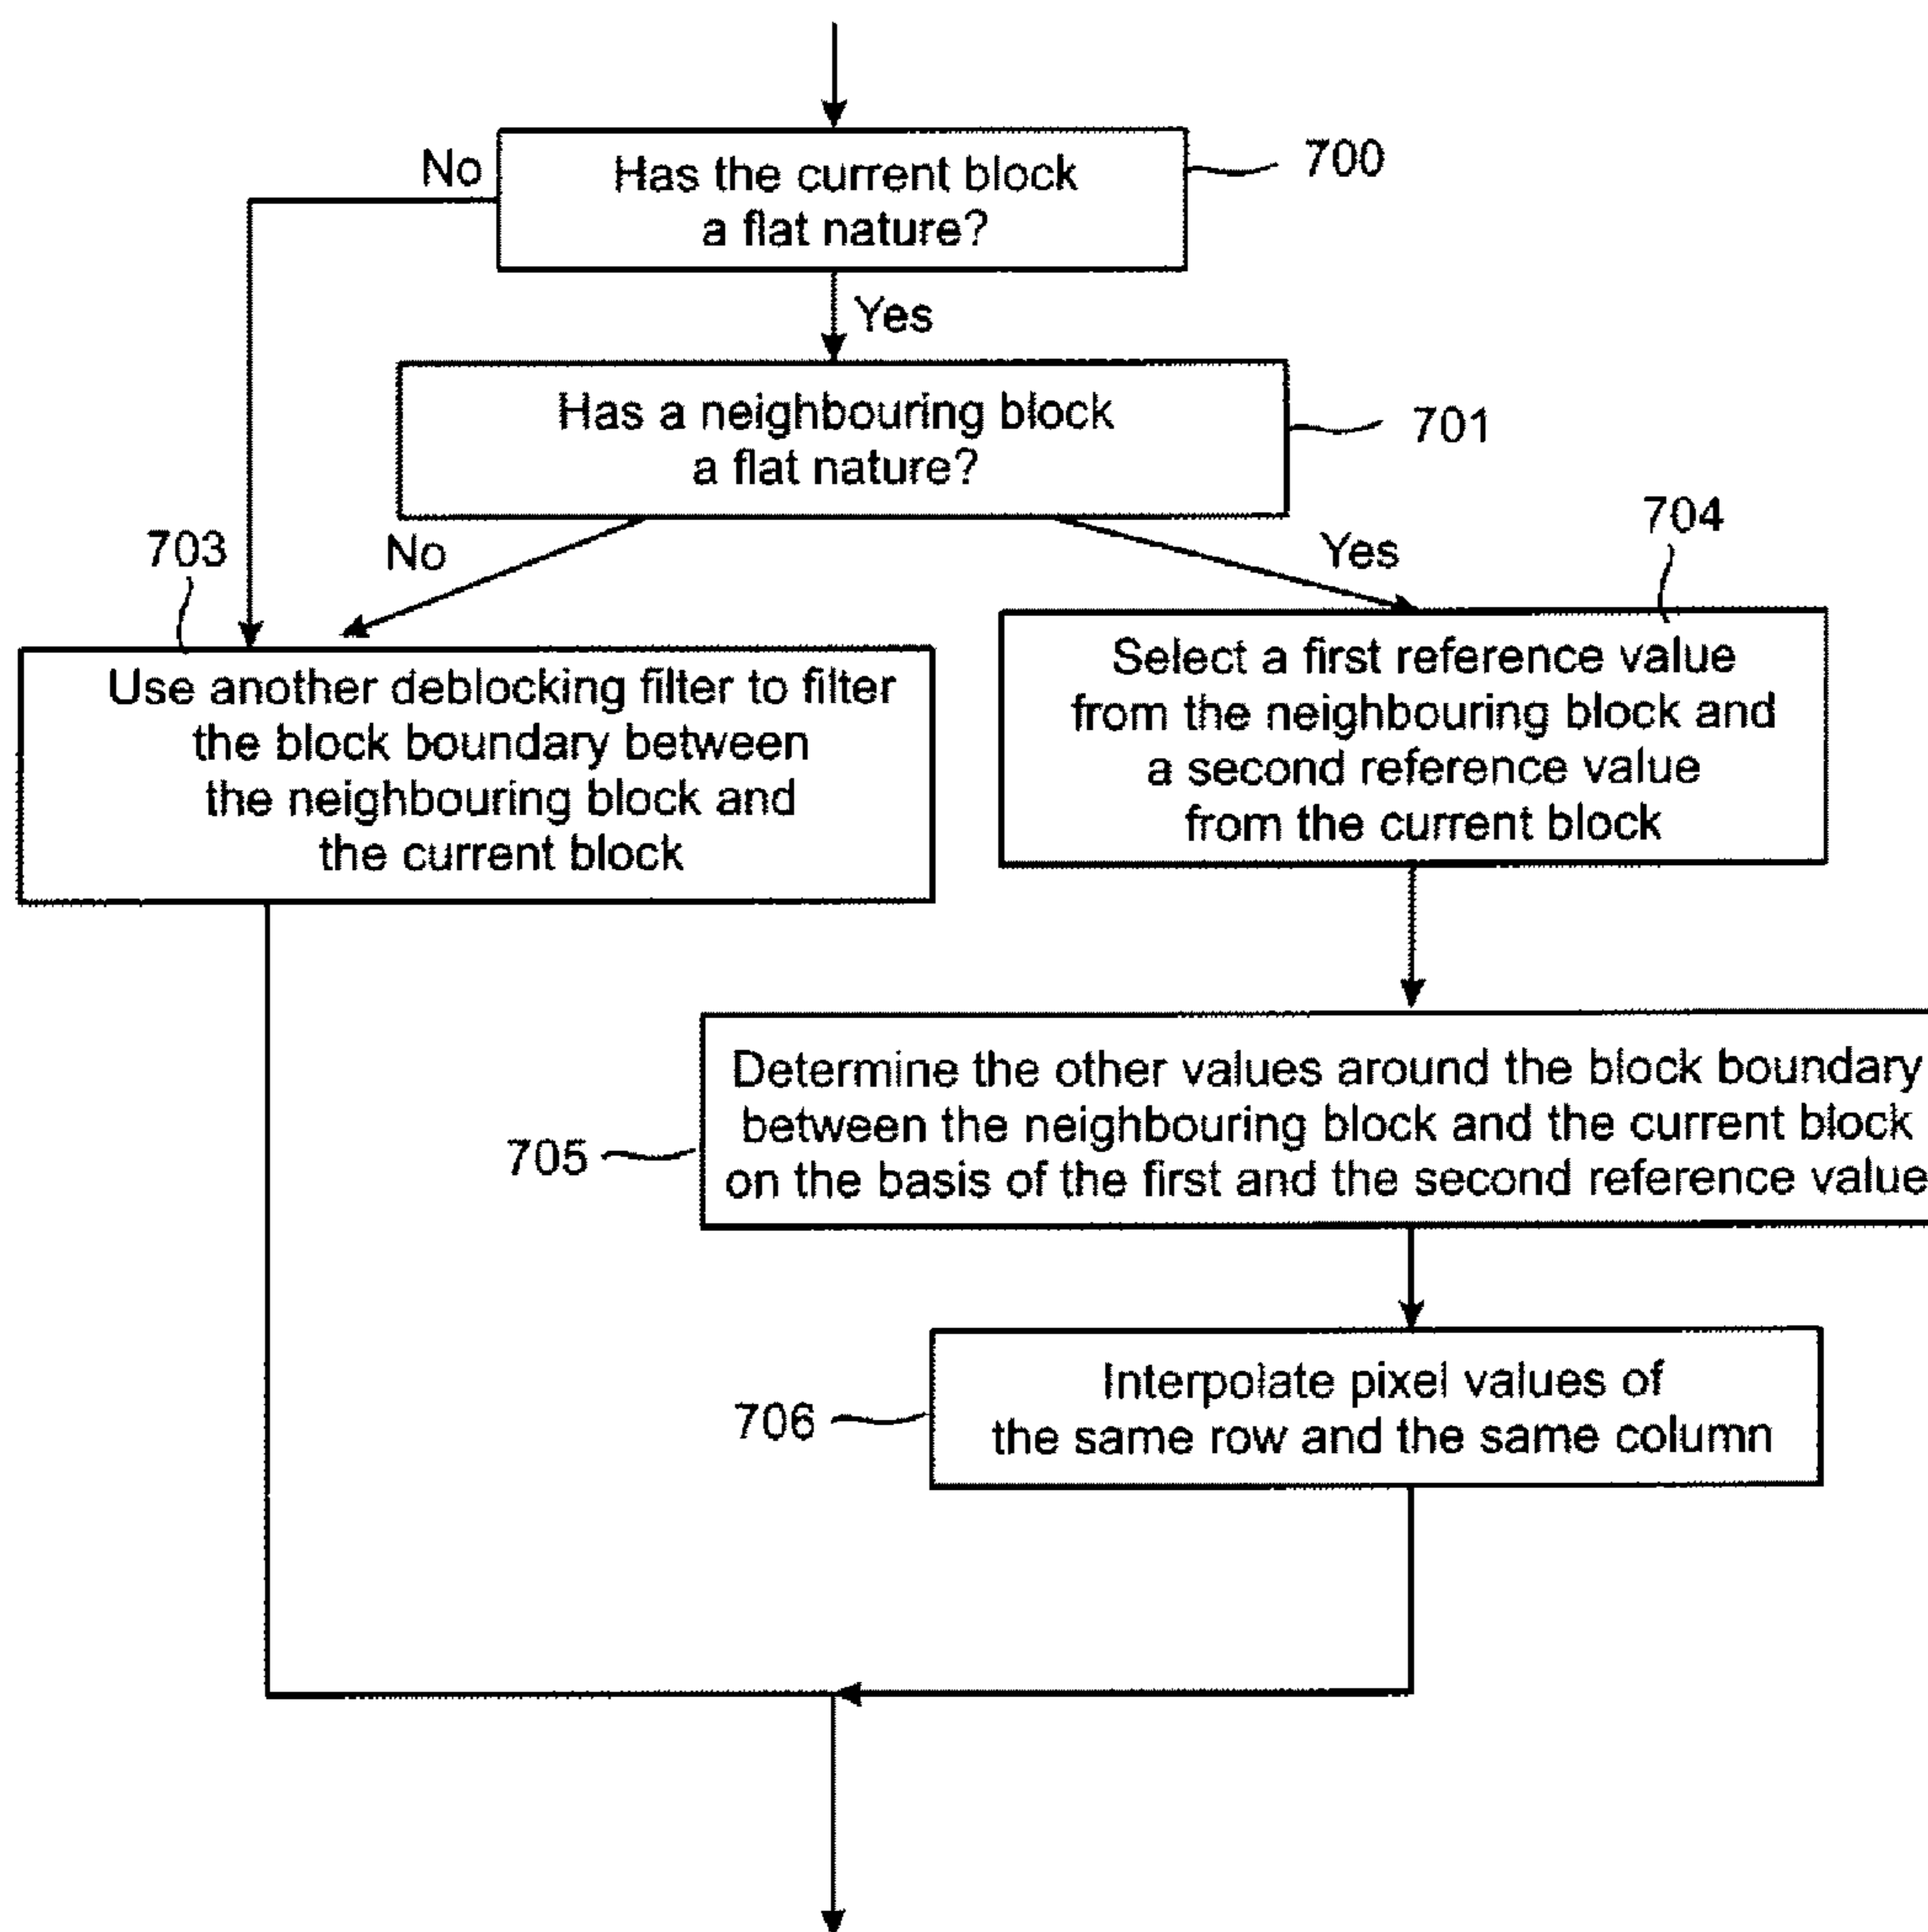 No
Has the current block
a flat nature?
700
Yes
Has a neighbouring block
a flat nature?
701
703
No
Yes
704
Use another deblocking filter to filter
the block boundary between
the neighbouring block and
the current block
Select a first reference value
from the neighbouring block and
a second reference value
from the current block
705
Determine the other values around the block boundary
between the neighbouring block and the current block
on the basis of the first and the second reference value
706
Interpolate pixel values of
the same row and the same column